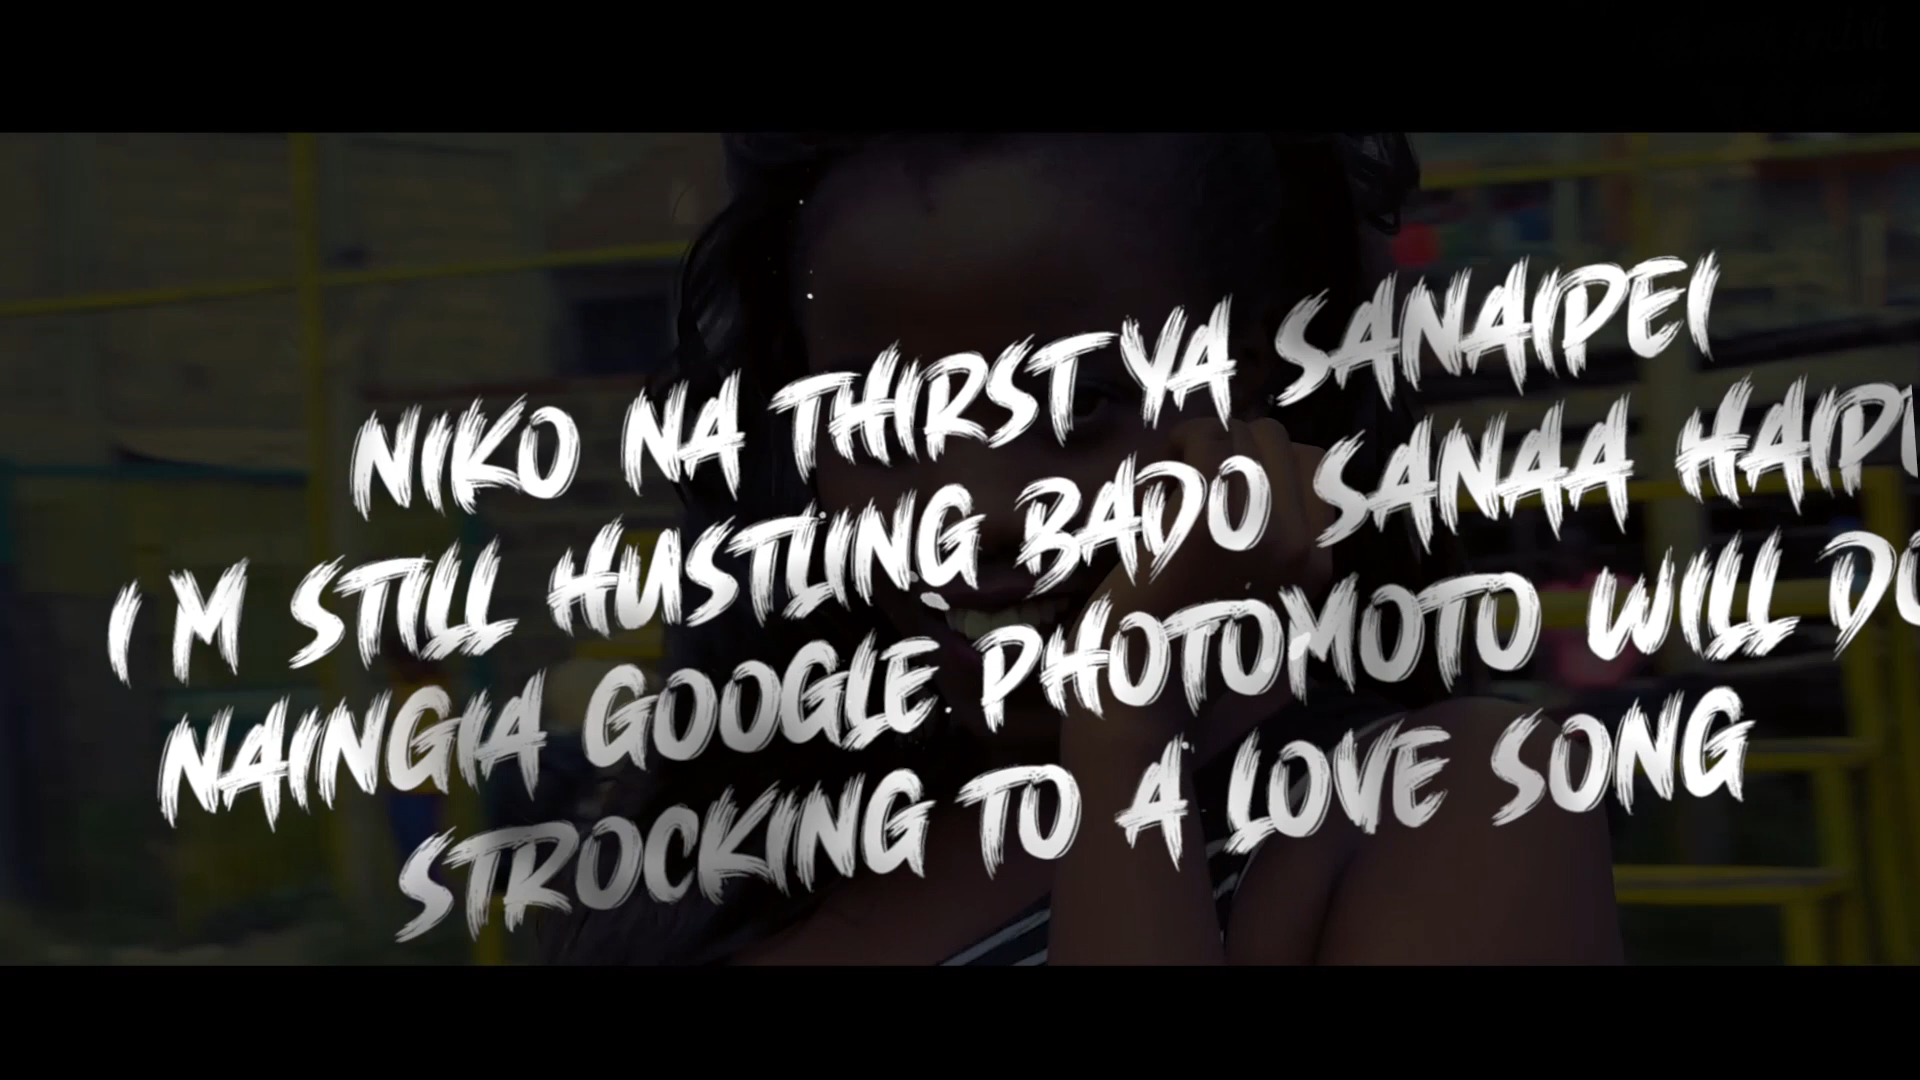 NIKO NA THIRST YA SANAIPEI
I M STILL HUSTLING BADO SANAA
NAINGIA GOOGLE PHOTOMOTO WILL
STROCKING TO A LOVE SONG